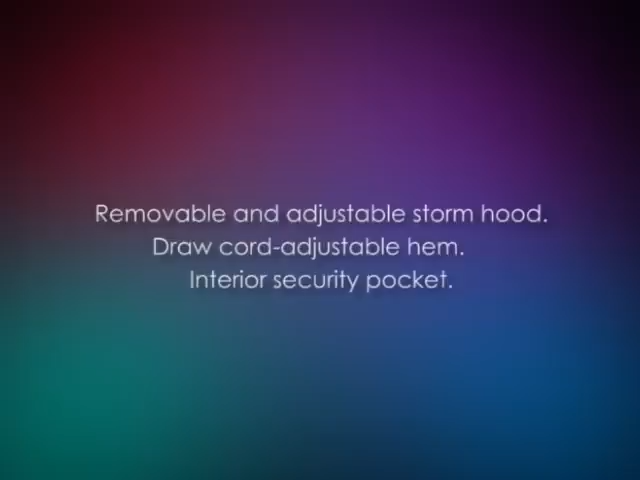 Removable and adjustable storm hood.
Draw cord-adjustable hem.
Interior security pocket.